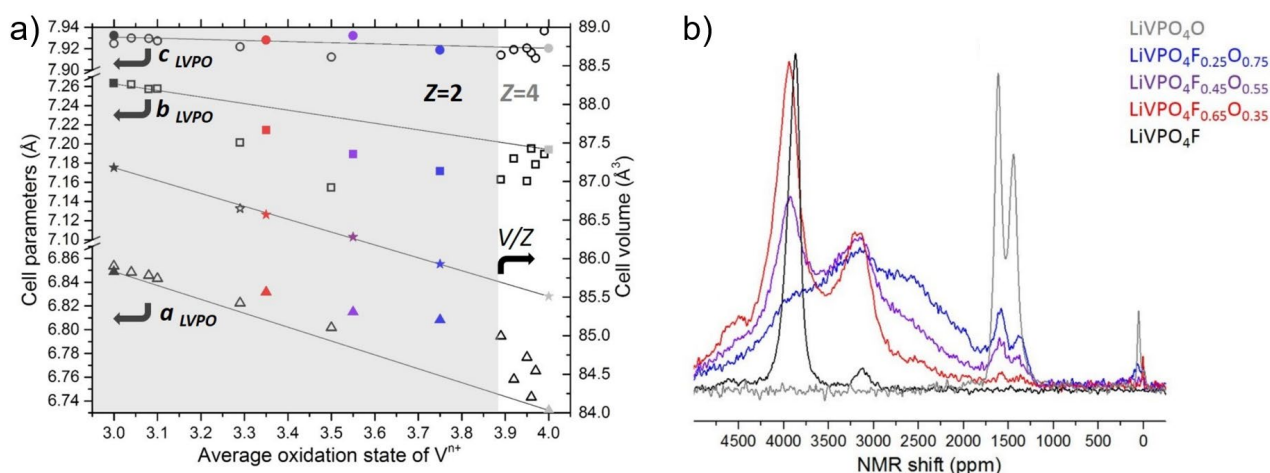 a)
7.94
7.92
7.90
7.26
7.24
7.22
7.20
7.18
7.16
7.14
7.12
7.10
6.86
6.84
6.82
6.80
6.78
6.76
6.74
Cell parameters (Å)
c LVPO
b LVPO
a LVPO
Z=2
Z=4
V/Z
89.0
88.5
88.0
87.5
87.0
86.5
86.0
85.5
85.0
84.5
84.0
Cell volume (Å³)
3.0 3.1 3.2 3.3 3.4 3.5 3.6 3.7 3.8 3.9 4.0
Average oxidation state of Vⁿ⁺
b)
LiVPO₄O
LiVPO₄F₀.₂₅O₀.₇₅
LiVPO₄F₀.₄₅O₀.₅₅
LiVPO₄F₀.₆₅O₀.₃₅
LiVPO₄F
4500 4000 3500 3000 2500 2000 1500 1000 500 0
NMR shift (ppm)